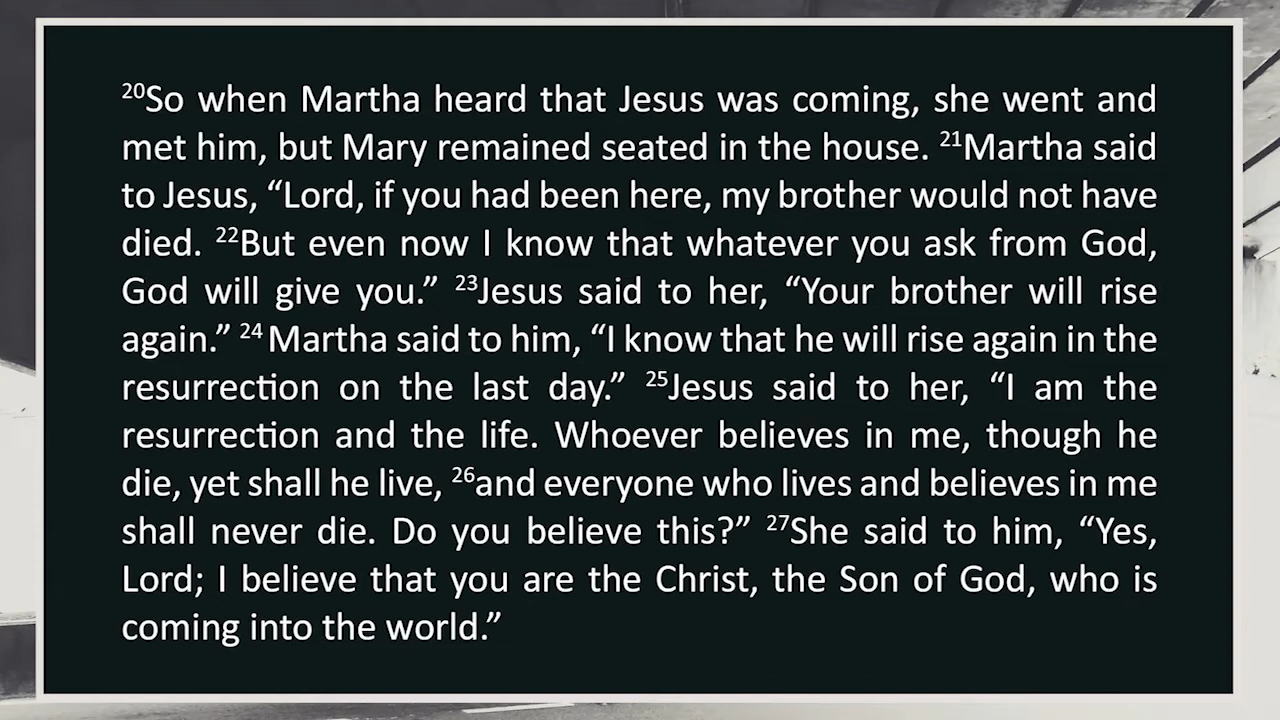 ²⁰So when Martha heard that Jesus was coming, she went and
met him, but Mary remained seated in the house. ²¹Martha said
to Jesus, “Lord, if you had been here, my brother would not have
died. ²²But even now I know that whatever you ask from God,
God will give you.” ²³Jesus said to her, “Your brother will rise
again.” ²⁴ Martha said to him, “I know that he will rise again in the
resurrection on the last day.” ²⁵Jesus said to her, “I am the
resurrection and the life. Whoever believes in me, though he
die, yet shall he live, ²⁶and everyone who lives and believes in me
shall never die. Do you believe this?” ²⁷She said to him, “Yes,
Lord; I believe that you are the Christ, the Son of God, who is
coming into the world.”